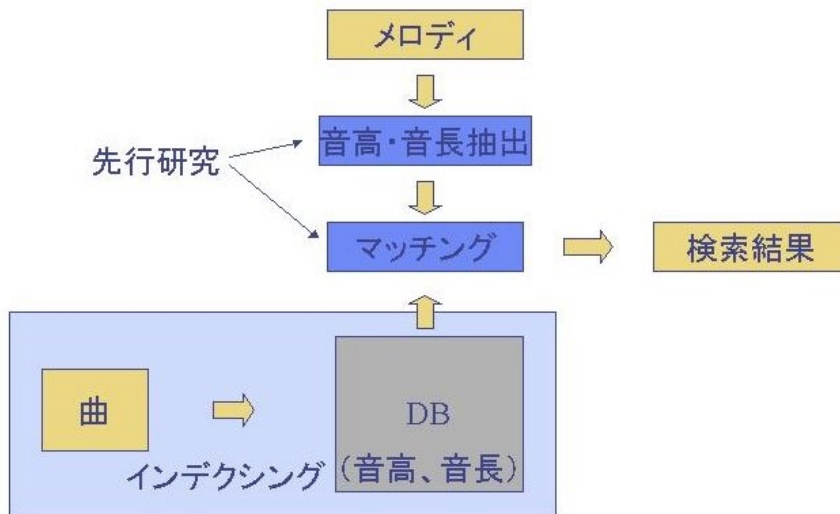 メロディ
音高・音長抽出
先行研究
マッチング
検索結果
曲
DB
インデクシング
(音高、音長)